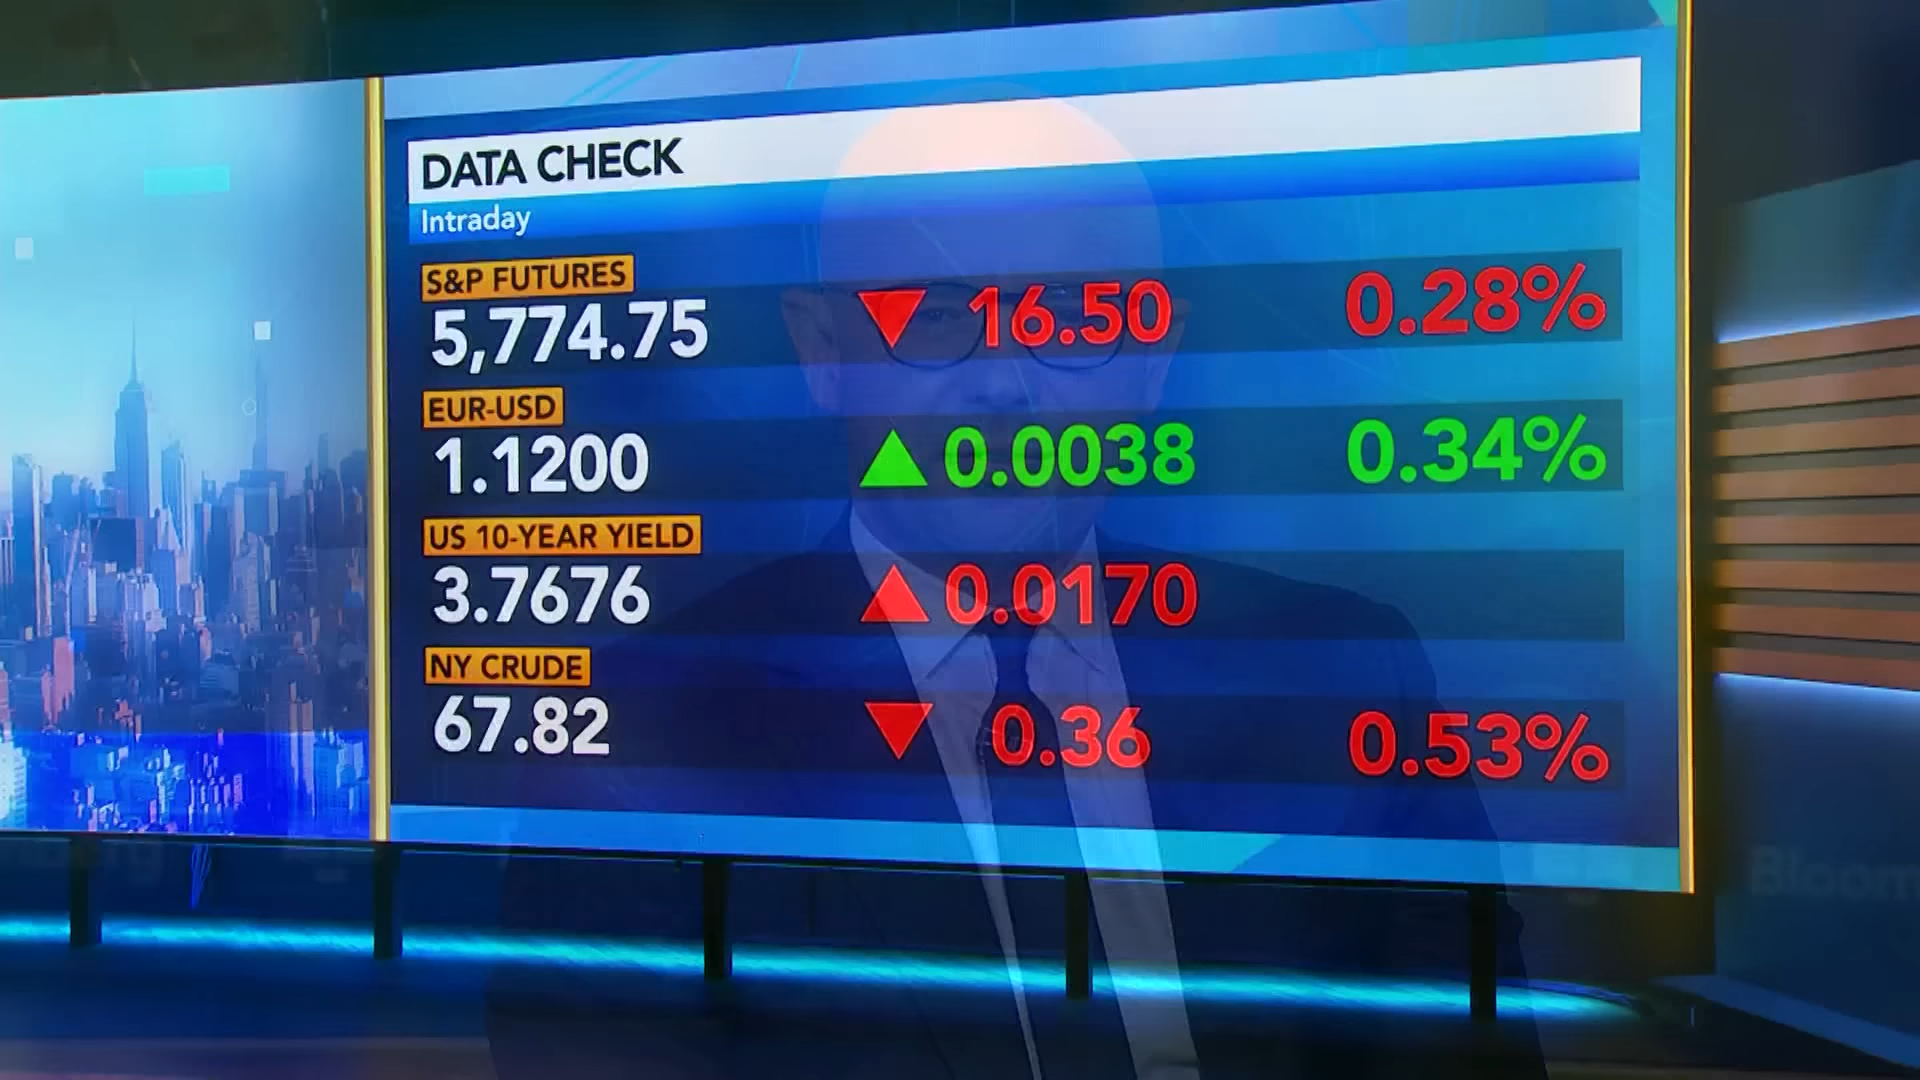 DATA CHECK
Intraday
S&P FUTURES
5,774.75 ▼ 16.50 0.28%
EUR-USD
1.1200 ▲ 0.0038 0.34%
US 10-YEAR YIELD
3.7676 ▲ 0.0170
NY CRUDE
67.82 ▼ 0.36 0.53%
Bloom